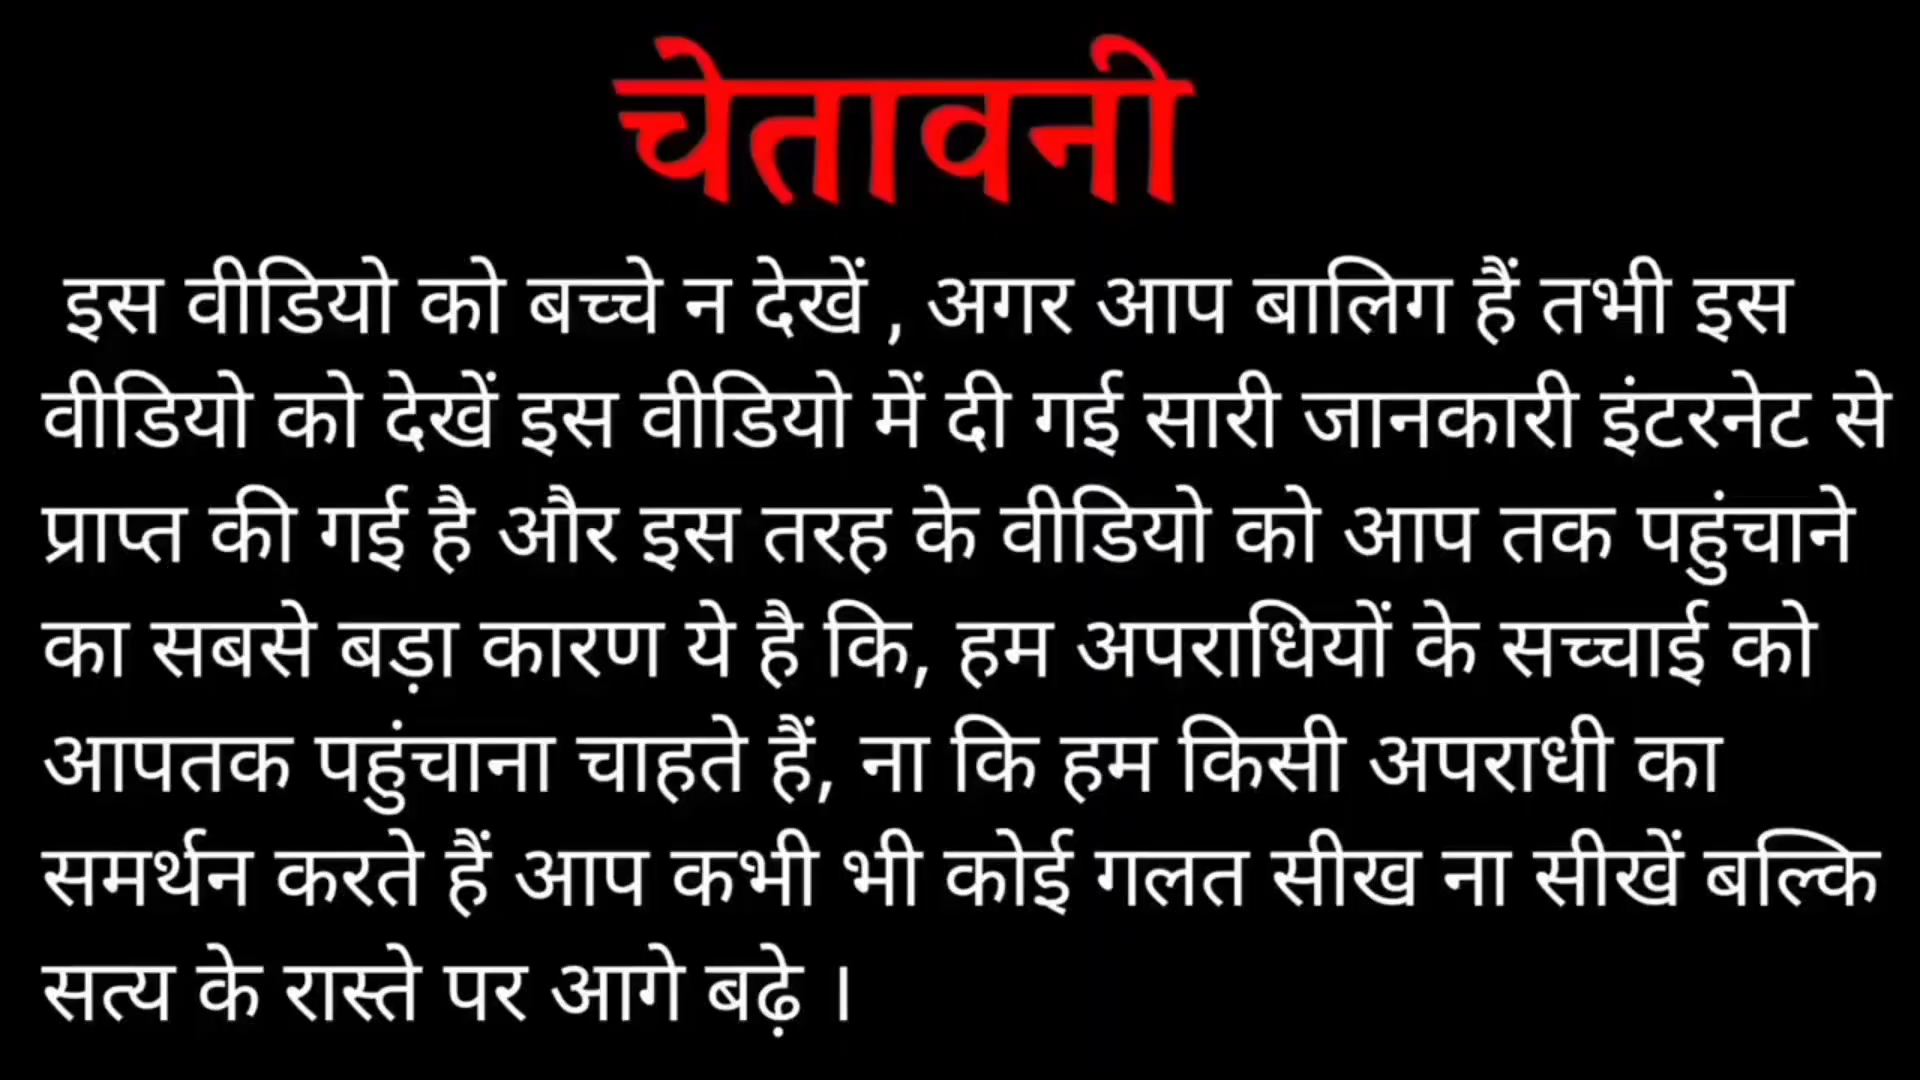 चेतावनी
इस वीडियो को बच्चे न देखें , अगर आप बालिग हैं तभी इस
वीडियो को देखें इस वीडियो में दी गई सारी जानकारी इंटरनेट से
प्राप्त की गई है और इस तरह के वीडियो को आप तक पहुंचाने
का सबसे बड़ा कारण ये है कि, हम अपराधियों के सच्चाई को
आपतक पहुंचाना चाहते हैं, ना कि हम किसी अपराधी का
समर्थन करते हैं आप कभी भी कोई गलत सीख ना सीखें बल्कि
सत्य के रास्ते पर आगे बढ़े ।